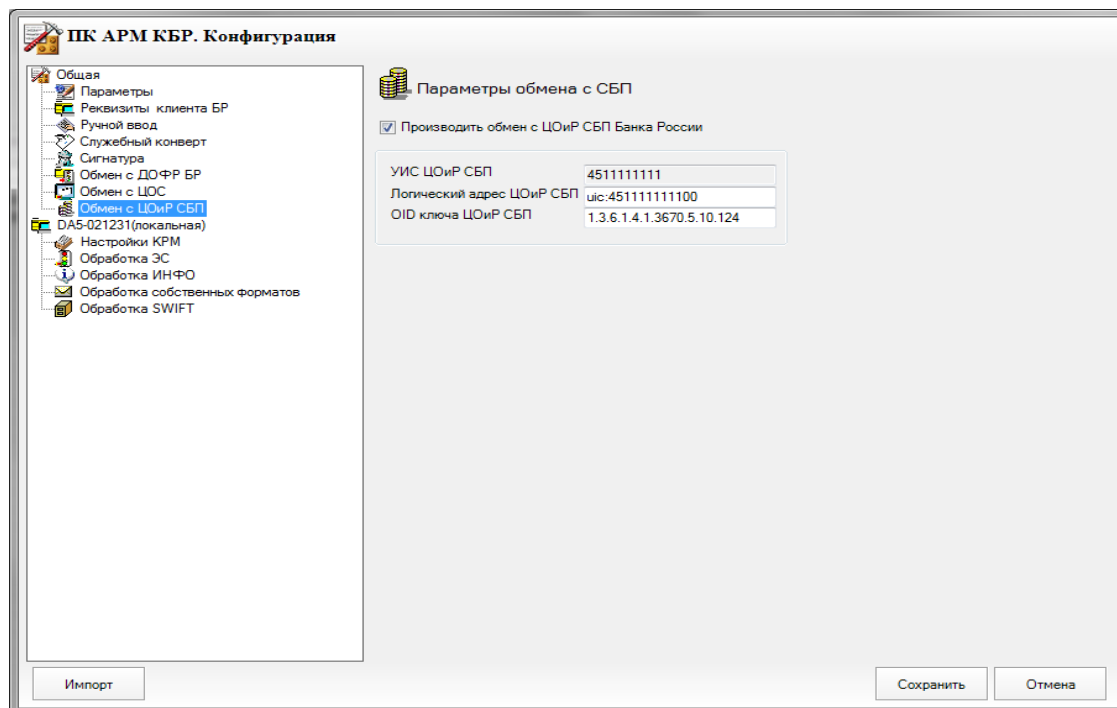 ПК АРМ КБР. Конфигурация
Общая
Параметры
Реквизиты клиента БР
Ручной ввод
Служебный конверт
Сигнатура
Обмен с ДОФР БР
Обмен с ЦОС
Обмен с ЦОиР СБП
DA5-021231(локальная)
Настройки КРМ
Обработка ЭС
Обработка ИНФО
Обработка собственных форматов
Обработка SWIFT
Параметры обмена с СБП
Производить обмен с ЦОиР СБП Банка России
УИС ЦОиР СБП 4511111111
Логический адрес ЦОиР СБП uic:451111111100
OID ключа ЦОиР СБП 1.3.6.1.4.1.3670.5.10.124
Импорт
Сохранить
Отмена